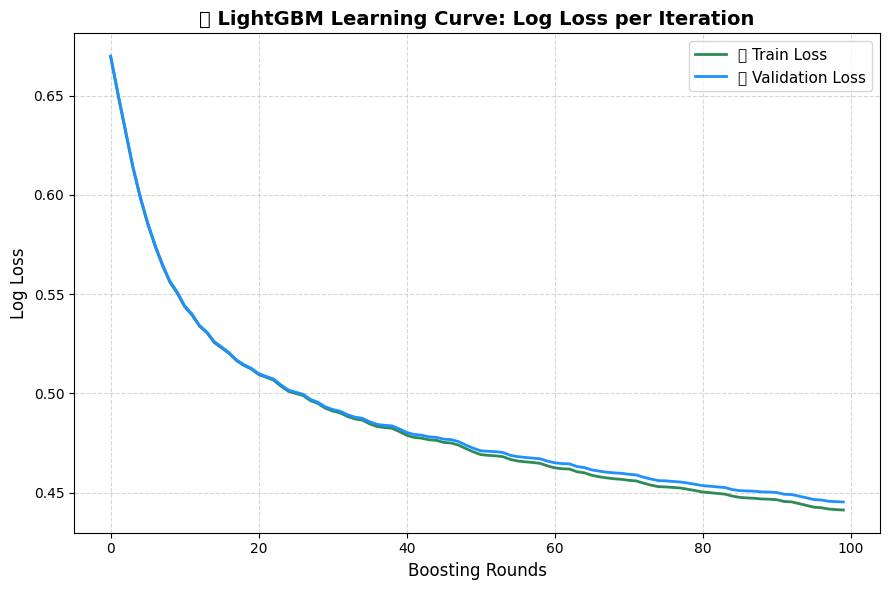 ▯ LightGBM Learning Curve: Log Loss per Iteration
▯ Train Loss
▯ Validation Loss
Log Loss
0.65
0.60
0.55
0.50
0.45
0 20 40 60 80 100
Boosting Rounds